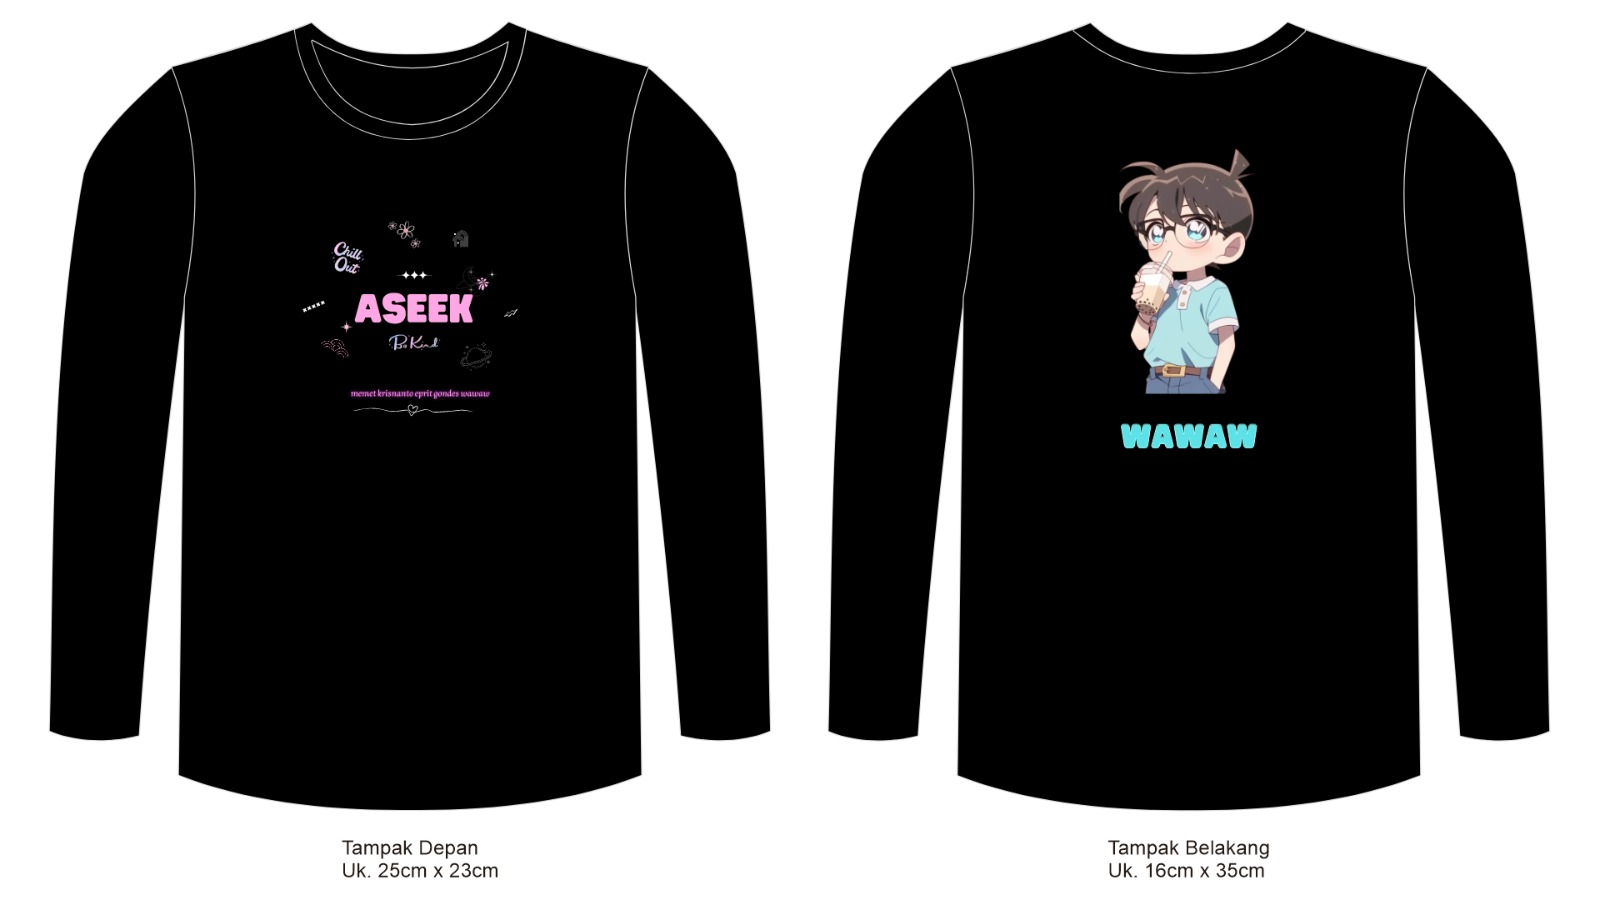 Chill
Out
ASEEK
Be Kind
memet krisnanto eprit gondes wawaw
WAWAW
Tampak Depan
Uk. 25cm x 23cm
Tampak Belakang
Uk. 16cm x 35cm